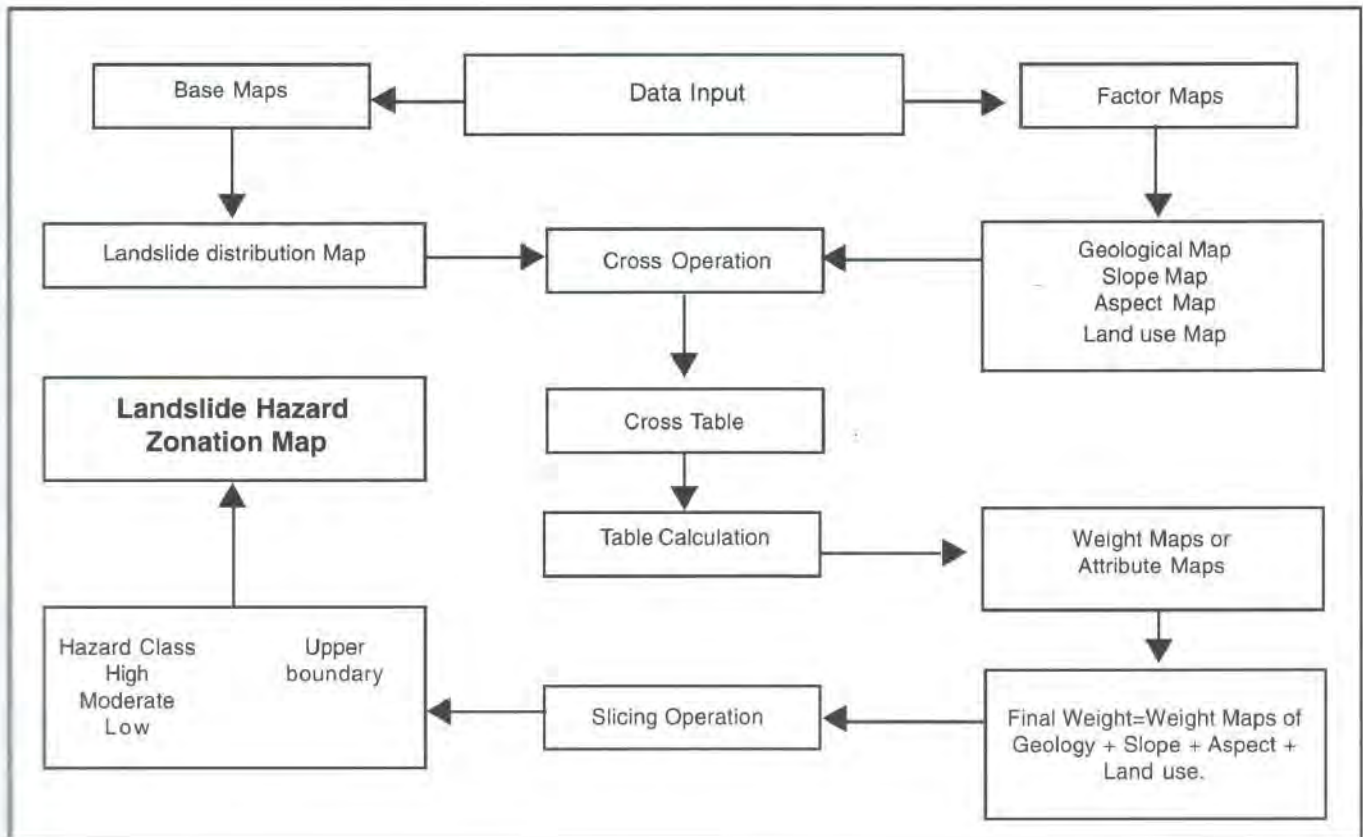 Base Maps
Data Input
Factor Maps
Landslide distribution Map
Cross Operation
Geological Map
Slope Map
Aspect Map
Land use Map
Landslide Hazard
Zonation Map
Cross Table
Table Calculation
Weight Maps or
Attribute Maps
Hazard Class
High
Moderate
Low
Upper
boundary
Slicing Operation
Final Weight=Weight Maps of
Geology + Slope + Aspect +
Land use.